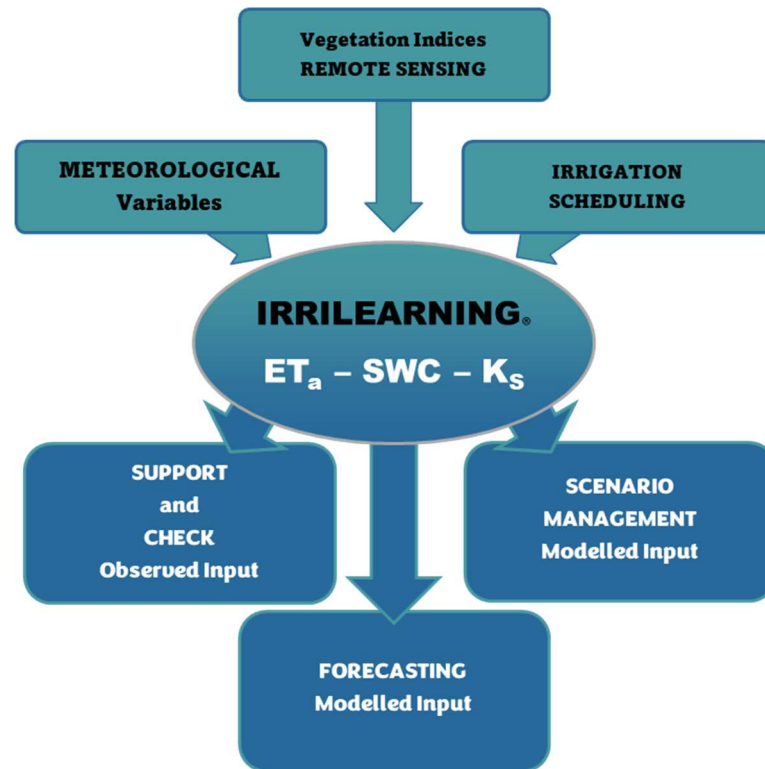 Vegetation Indices
REMOTE SENSING
METEOROLOGICAL
Variables
IRRIGATION
SCHEDULING
IRRILEARNING®
ETa – SWC – KS
SUPPORT
and
CHECK
Observed Input
SCENARIO
MANAGEMENT
Modelled Input
FORECASTING
Modelled Input